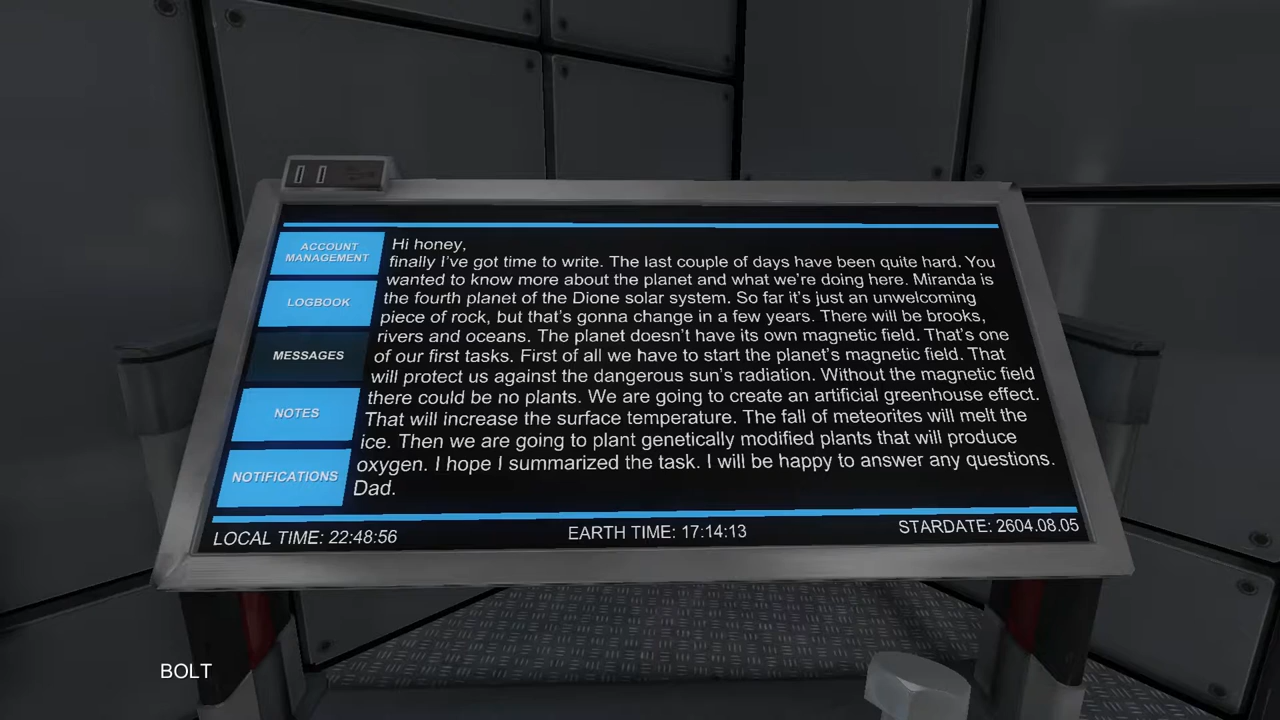 ACCOUNT
MANAGEMENT
LOGBOOK
MESSAGES
NOTES
NOTIFICATIONS
Hi honey,
finally I've got time to write. The last couple of days have been quite hard. You
wanted to know more about the planet and what we're doing here. Miranda is
the fourth planet of the Dione solar system. So far it's just an unwelcoming
piece of rock, but that's gonna change in a few years. There will be brooks,
rivers and oceans. The planet doesn't have its own magnetic field. That's one
of our first tasks. First of all we have to start the planet's magnetic field. That
will protect us against the dangerous sun's radiation. Without the magnetic field
there could be no plants. We are going to create an artificial greenhouse effect.
That will increase the surface temperature. The fall of meteorites will melt the
ice. Then we are going to plant genetically modified plants that will produce
oxygen. I hope I summarized the task. I will be happy to answer any questions.
Dad.
LOCAL TIME: 22:48:56
EARTH TIME: 17:14:13
STARDATE: 2604.08.05
BOLT